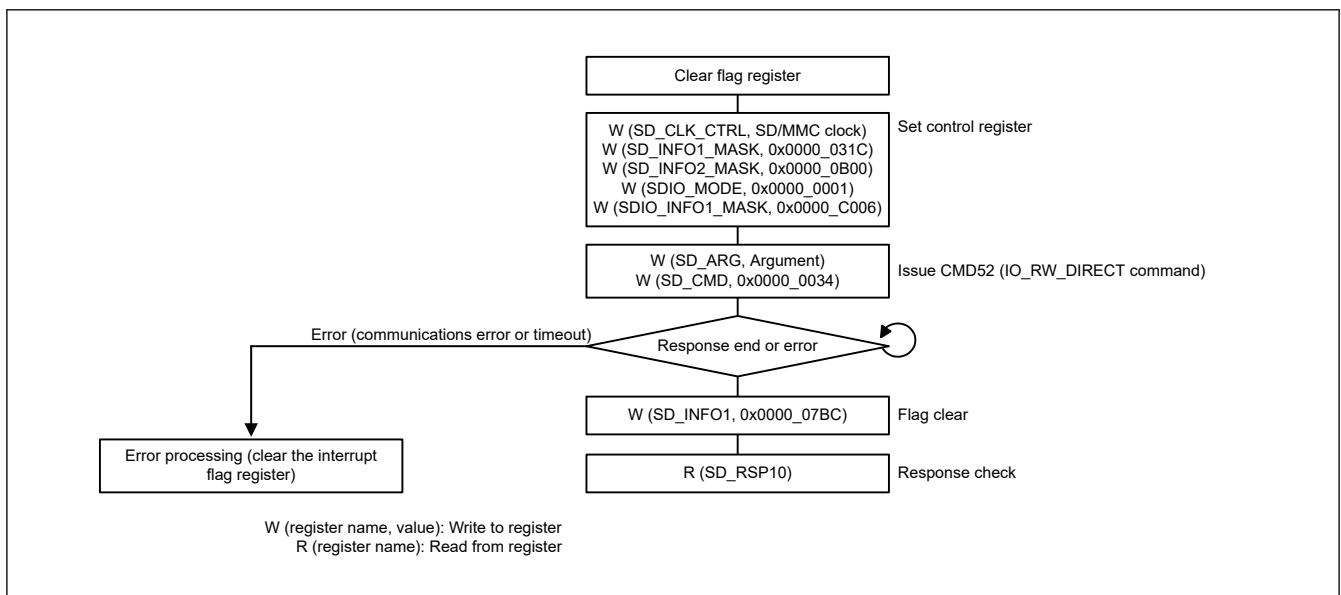 Clear flag register
W (SD_CLK_CTRL, SD/MMC clock)
W (SD_INFO1_MASK, 0x0000_031C)
W (SD_INFO2_MASK, 0x0000_0B00)
W (SDIO_MODE, 0x0000_0001)
W (SDIO_INFO1_MASK, 0x0000_C006)
Set control register
W (SD_ARG, Argument)
W (SD_CMD, 0x0000_0034)
Issue CMD52 (IO_RW_DIRECT command)
Error (communications error or timeout)
Response end or error
W (SD_INFO1, 0x0000_07BC)
Flag clear
Error processing (clear the interrupt
flag register)
R (SD_RSP10)
Response check
W (register name, value): Write to register
R (register name): Read from register